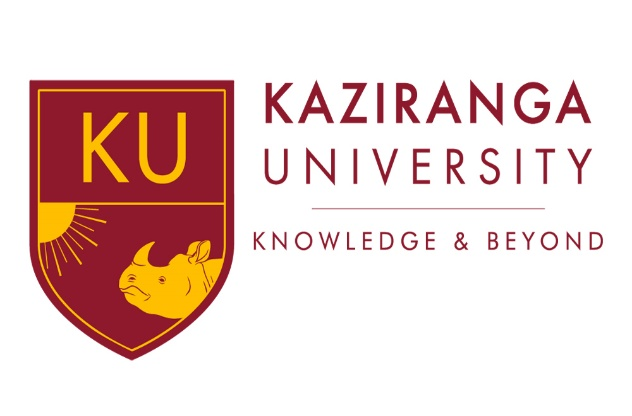 KU
KAZIRANGA
UNIVERSITY
KNOWLEDGE & BEYOND